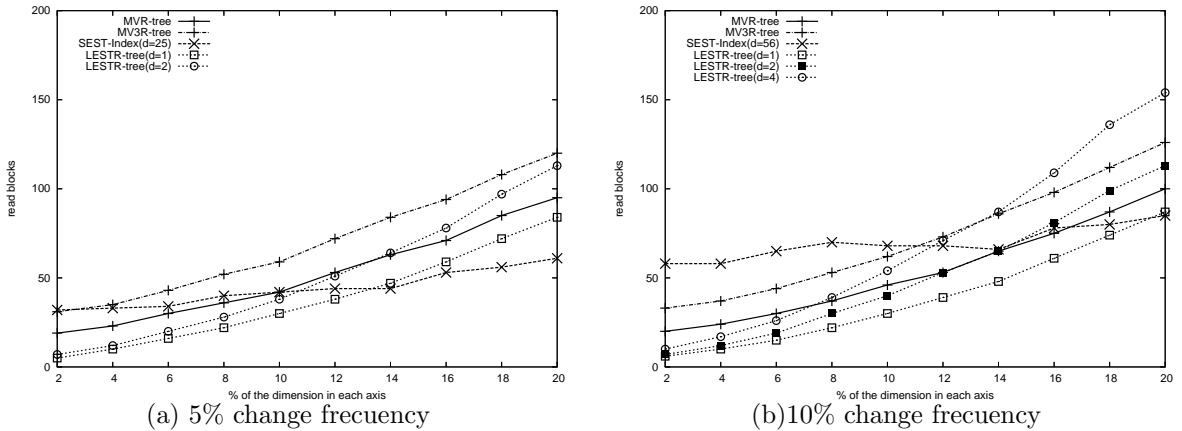 200
150
100
50
0
2 4 6 8 10 12 14 16 18 20
read blocks
% of the dimension in each axis
MVR-tree
MV3R-tree
SEST-Index(d=25)
LESTR-tree(d=1)
LESTR-tree(d=2)
(a) 5% change frecuency
200
150
100
50
0
2 4 6 8 10 12 14 16 18 20
read blocks
% of the dimension in each axis
MVR-tree
MV3R-tree
SEST-Index(d=56)
LESTR-tree(d=1)
LESTR-tree(d=2)
LESTR-tree(d=4)
(b)10% change frecuency